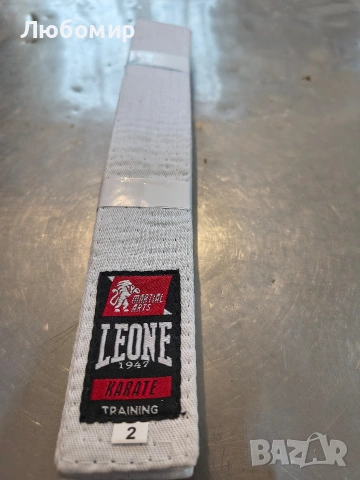 Любомир
MARTIAL
ARTS
LEONE
1947
KARATE
TRAINING
2
BAZAR